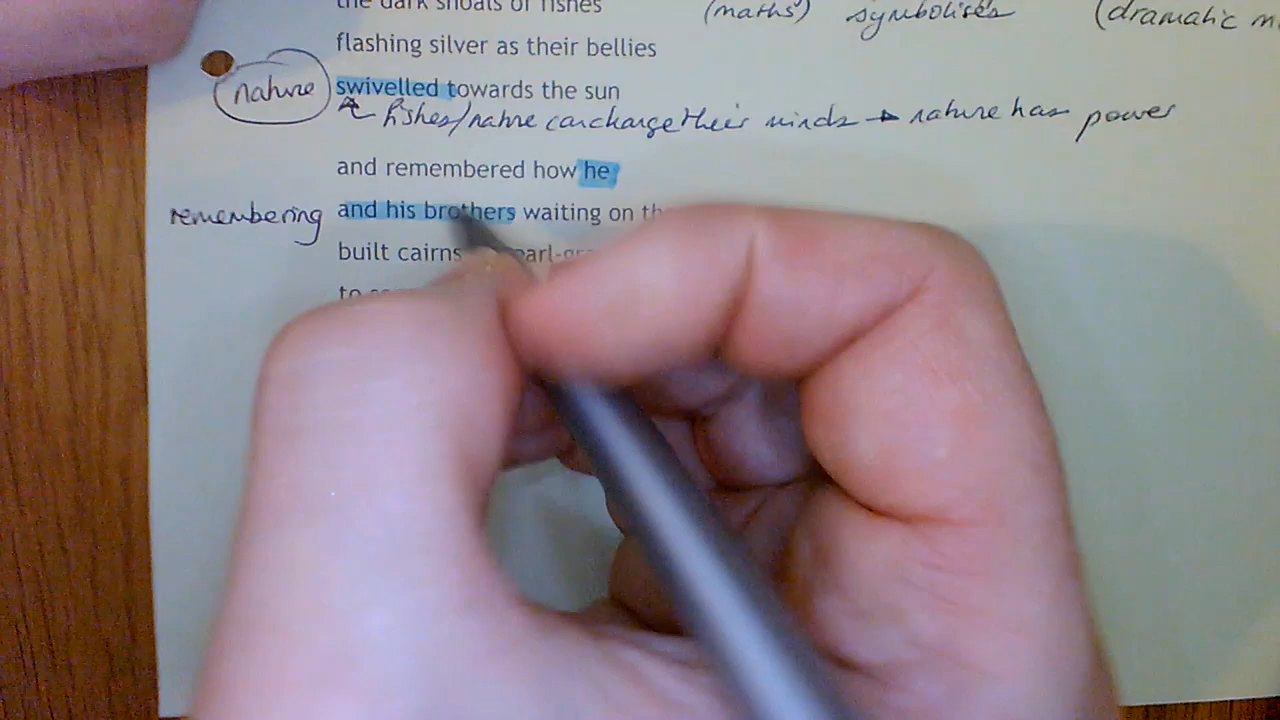 the dark shoals of fishes
(maths) symbolises (dramatic
flashing silver as their bellies
nature swivelled towards the sun
fishes/nature can change their minds → nature has power
and remembered how he
remembering and his brothers waiting on
built cairns
to